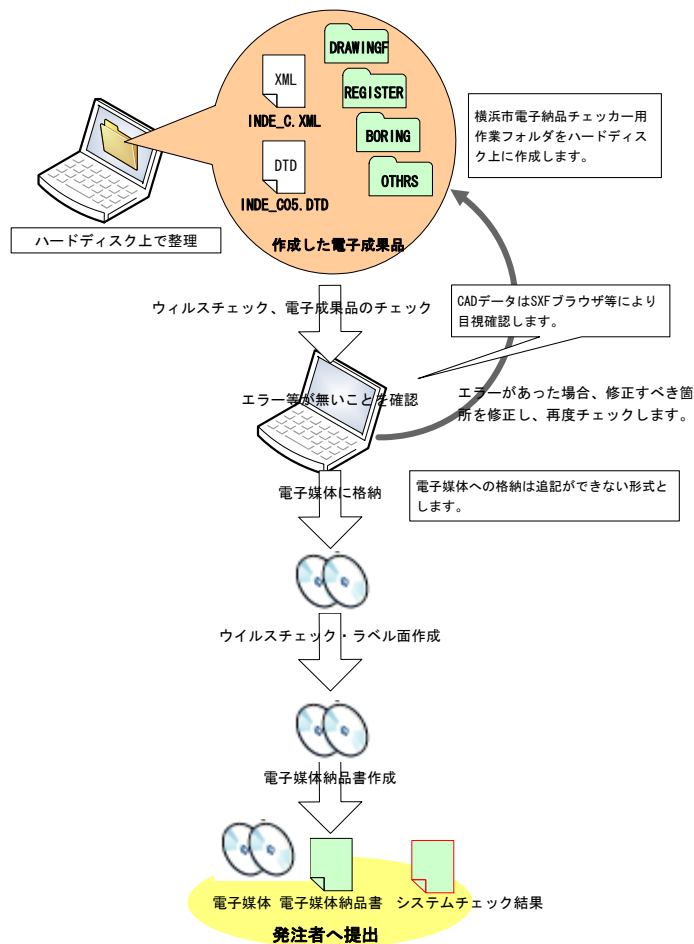 DRAWINGF
XML
REGISTER
INDE_C.XML
BORING
DTD
OTHRS
INDE_C05.DTD
作成した電子成果品
ハードディスク上で整理
横浜市電子納品チェッカー用
作業フォルダをハードディス
ク上に作成します。
ウィルスチェック、電子成果品のチェック
CADデータはSXFブラウザ等により
目視確認します。
エラー等が無いことを確認
エラーがあった場合、修正すべき箇
所を修正し、再度チェックします。
電子媒体に格納
電子媒体への格納は追記ができない形式と
します。
ウイルスチェック・ラベル面作成
電子媒体納品書作成
電子媒体 電子媒体納品書 システムチェック結果
発注者へ提出